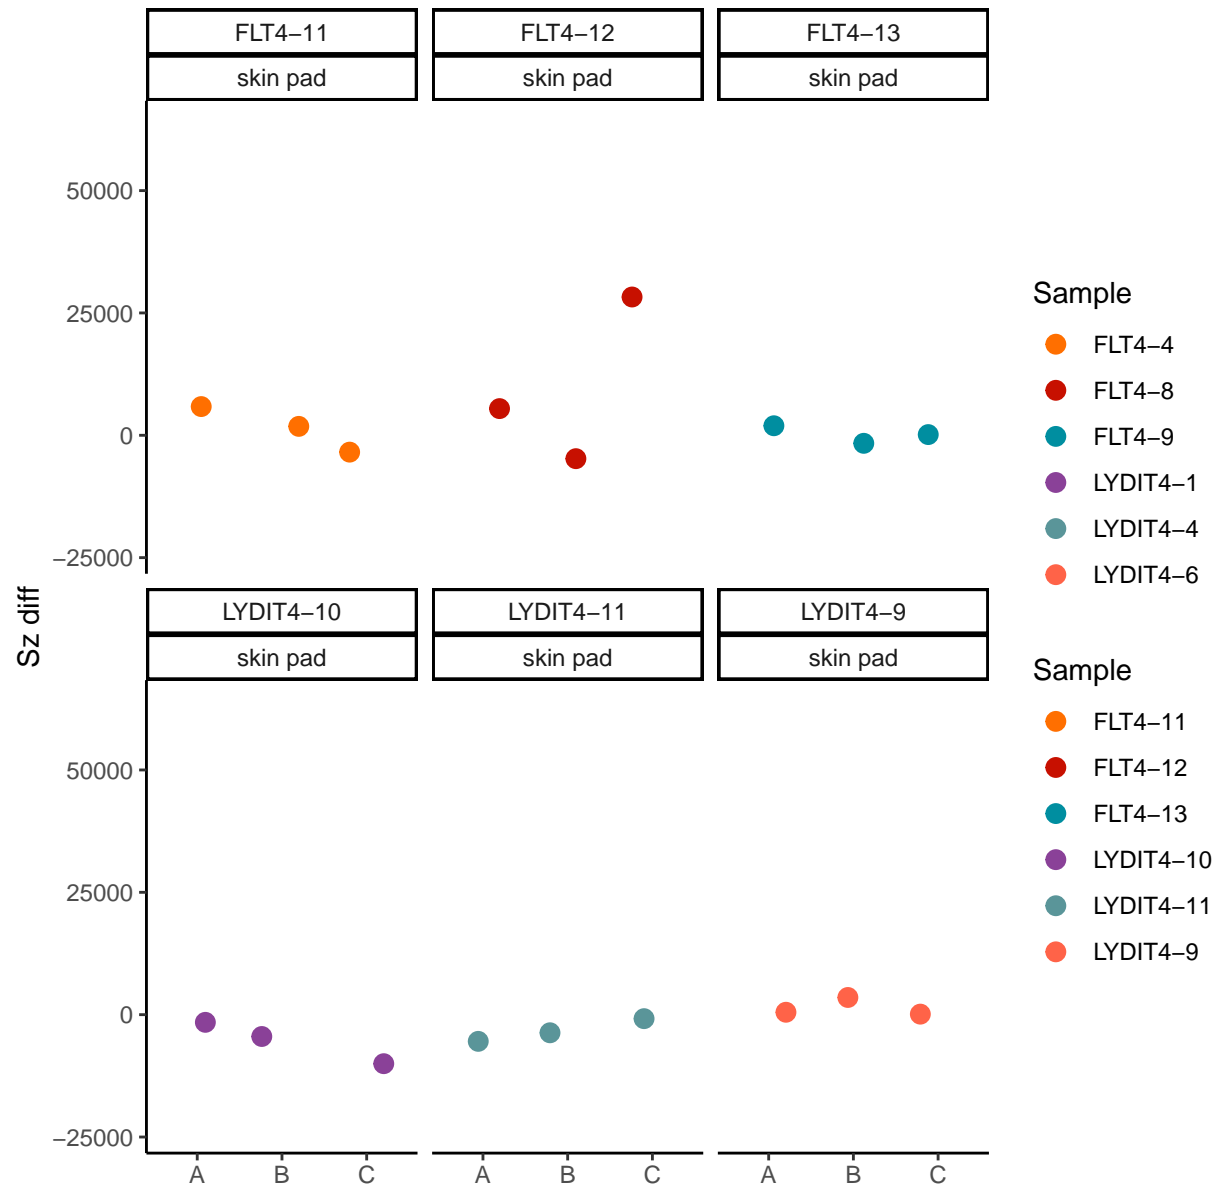 FLT4–11 FLT4–12 FLT4–13
skin pad skin pad skin pad
50000
25000
0
−25000
Sz diff
LYDIT4–10 LYDIT4–11 LYDIT4–9
skin pad skin pad skin pad
50000
25000
0
−25000
A B C A B C A B C
Sample
FLT4–4
FLT4–8
FLT4–9
LYDIT4–1
LYDIT4–4
LYDIT4–6
Sample
FLT4–11
FLT4–12
FLT4–13
LYDIT4–10
LYDIT4–11
LYDIT4–9